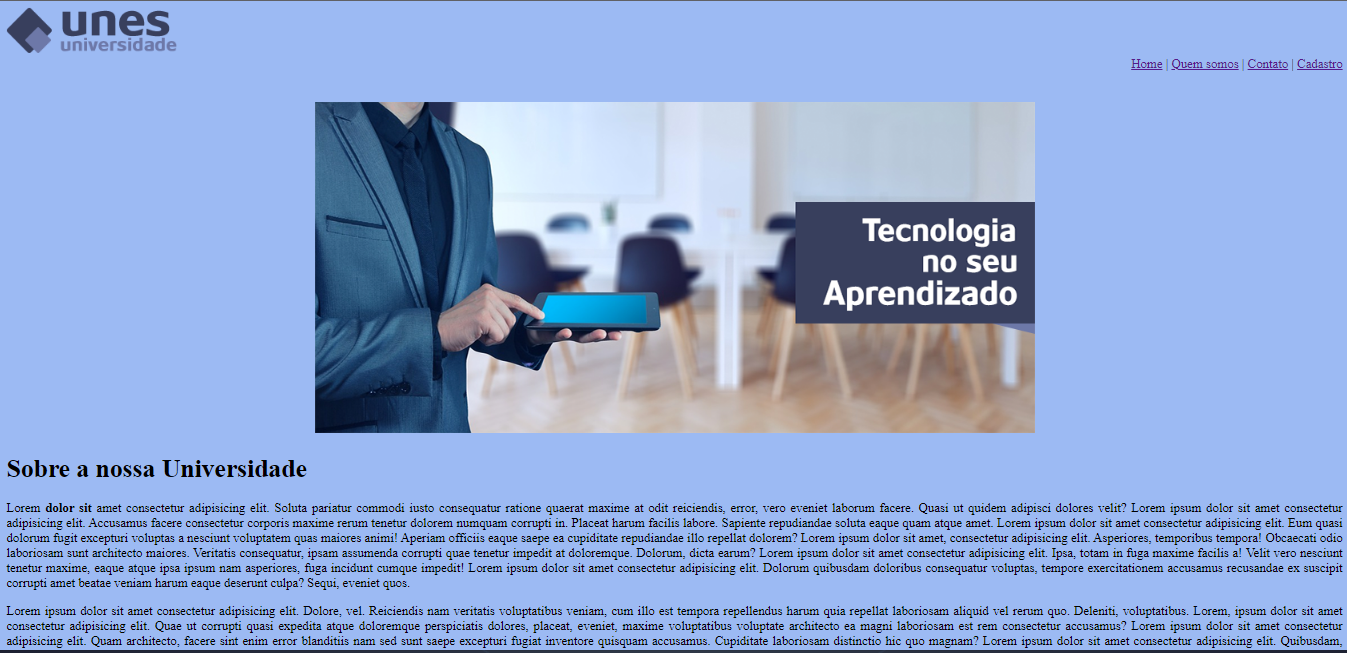 unes
universidade
Home | Quem somos | Contato | Cadastro
Tecnologia
no seu
Aprendizado
Sobre a nossa Universidade
Lorem dolor sit amet consectetur adipisicing elit. Soluta pariatur commodi iusto consequatur ratione quaerat maxime at odit reiciendis, error, vero eveniet laborum facere. Quasi ut quidem adipisci dolores velit? Lorem ipsum dolor sit amet consectetur
adipisicing elit. Accusamus facere consectetur corporis maxime rerum tenetur dolorem numquam corrupti in. Placeat harum facilis labore. Sapiente repudiandae soluta eaque quam atque amet. Lorem ipsum dolor sit amet consectetur adipisicing elit. Eum quasi
dolorum fugit excepturi voluptas a nesciunt voluptatem quas maiores animi! Aperiam officiis eaque saepe ea cupiditate repudiandae illo repellat dolorem? Lorem ipsum dolor sit amet, consectetur adipisicing elit. Asperiores, temporibus tempora! Obcaecati odio
laboriosam sunt architecto maiores. Veritatis consequatur, ipsam assumenda corrupti quae tenetur impedit at doloremque. Dolorum, dicta earum? Lorem ipsum dolor sit amet consectetur adipisicing elit. Ipsa, totam in fuga maxime facilis a! Velit vero nesciunt
tenetur maxime, eaque atque ipsa ipsum nam asperiores, fuga incidunt cumque impedit! Lorem ipsum dolor sit amet consectetur adipisicing elit. Dolorum quibusdam doloribus consequatur voluptas, tempore exercitationem accusamus recusandae ex suscipit
corrupti amet beatae veniam harum eaque deserunt culpa? Sequi, eveniet quos.
Lorem ipsum dolor sit amet consectetur adipisicing elit. Dolore, vel. Reiciendis nam veritatis voluptatibus veniam, cum illo est tempora repellendus harum quia repellat laboriosam aliquid vel rerum quo. Deleniti, voluptatibus. Lorem, ipsum dolor sit amet
consectetur adipisicing elit. Quae ut corrupti quasi expedita atque doloremque perspiciatis dolores, placeat, eveniet, maxime voluptatibus voluptate architecto ea magni laboriosam est rem consectetur accusamus? Lorem ipsum dolor sit amet consectetur
adipisicing elit. Quam architecto, facere sint enim error blanditiis nam sed sunt saepe excepturi fugiat inventore quisquam accusamus. Cupiditate laboriosam distinctio hic quo magnam? Lorem ipsum dolor sit amet consectetur adipisicing elit. Quibusdam,